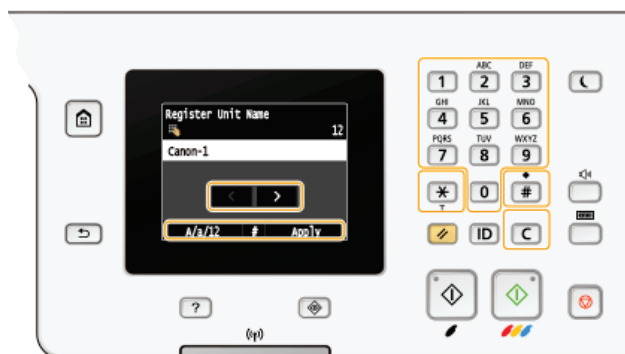 Register Unit Name
12
Canon-1
< >
A/a/12 # Apply
ABC DEF
1 2 3
GHI JKL MNO
4 5 6
PQRS TUV WXYZ
7 8 9
* 0 #
T
ID C
?